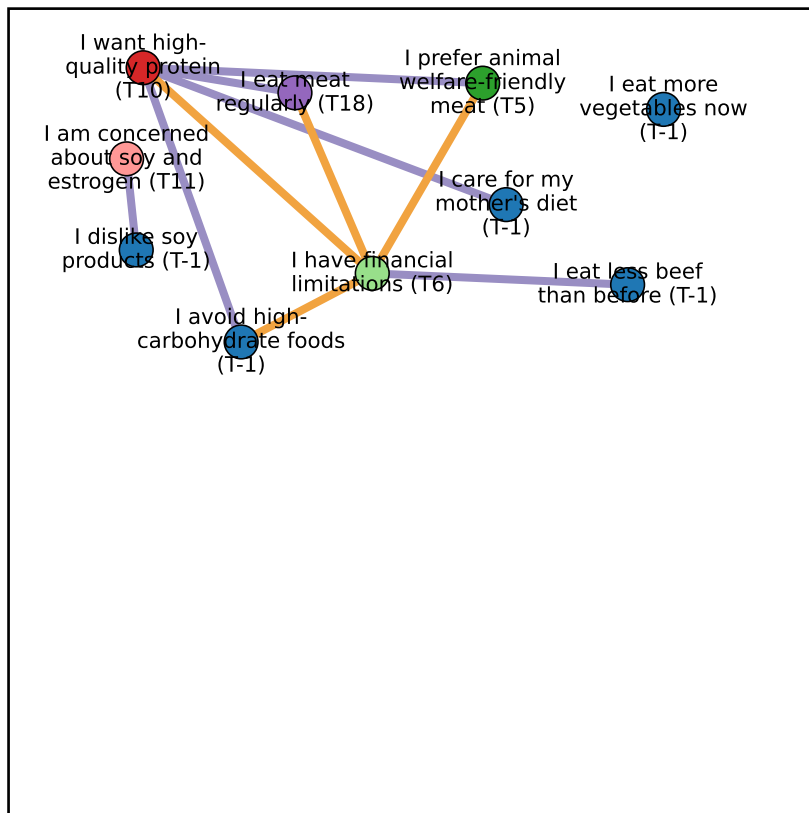 I want high-
quality protein
(T10)
I eat meat
regularly (T18)
I prefer animal
welfare-friendly
meat (T5)
I eat more
vegetables now
(T-1)
I am concerned
about soy and
estrogen (T11)
I care for my
mother's diet
(T-1)
I dislike soy
products (T-1)
I have financial
limitations (T6)
I eat less beef
than before (T-1)
I avoid high-
carbohydrate foods
(T-1)